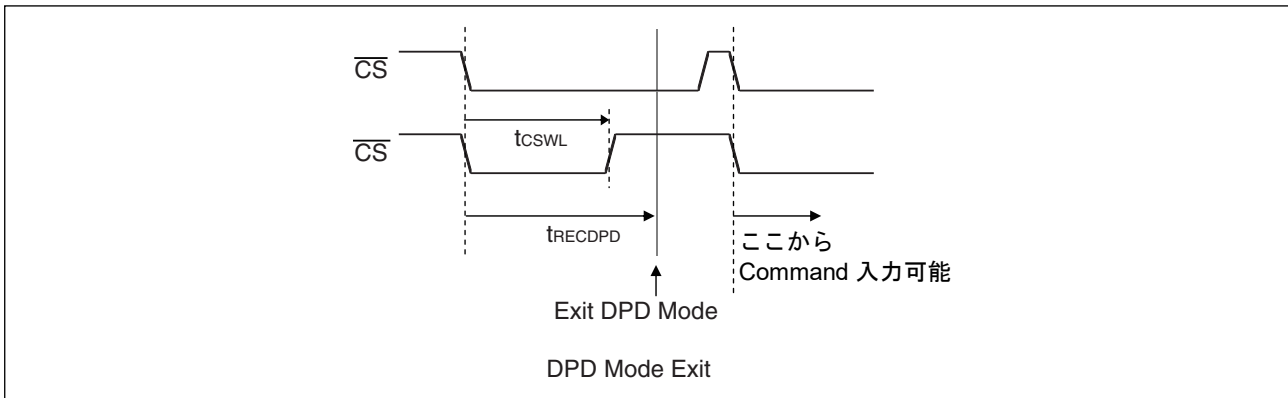 CS
tCSWL
CS
tRECDPD
ここから
Command 入力可能
Exit DPD Mode
DPD Mode Exit